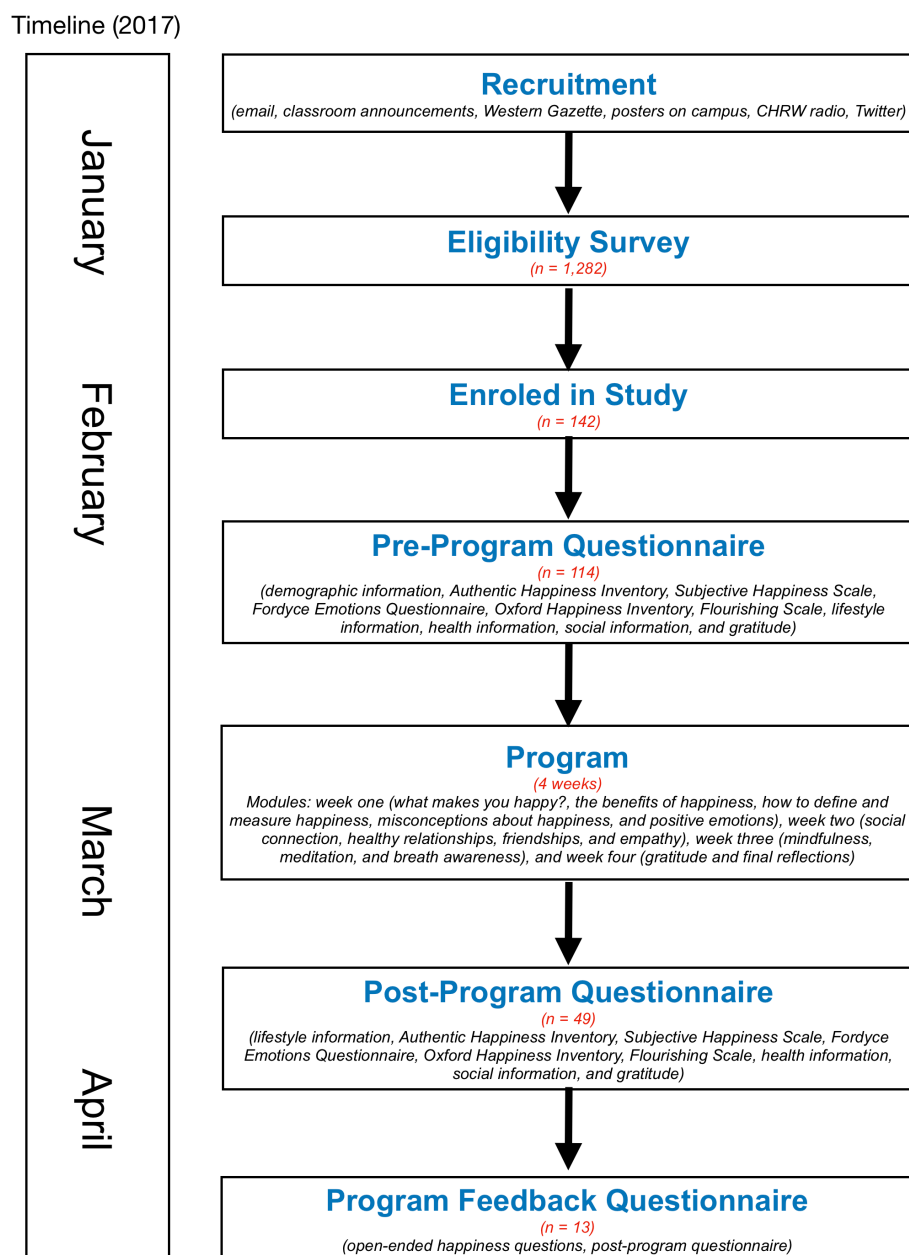 Timeline (2017)
January
February
March
April
Recruitment
(email, classroom announcements, Western Gazette, posters on campus, CHRW radio, Twitter)
Eligibility Survey
(n = 1,282)
Enroled in Study
(n = 142)
Pre-Program Questionnaire
(n = 114)
(demographic information, Authentic Happiness Inventory, Subjective Happiness Scale,
Fordyce Emotions Questionnaire, Oxford Happiness Inventory, Flourishing Scale, lifestyle
information, health information, social information, and gratitude)
Program
(4 weeks)
Modules: week one (what makes you happy?, the benefits of happiness, how to define and
measure happiness, misconceptions about happiness, and positive emotions), week two (social
connection, healthy relationships, friendships, and empathy), week three (mindfulness,
meditation, and breath awareness), and week four (gratitude and final reflections)
Post-Program Questionnaire
(n = 49)
(lifestyle information, Authentic Happiness Inventory, Subjective Happiness Scale, Fordyce
Emotions Questionnaire, Oxford Happiness Inventory, Flourishing Scale, health information,
social information, and gratitude)
Program Feedback Questionnaire
(n = 13)
(open-ended happiness questions, post-program questionnaire)